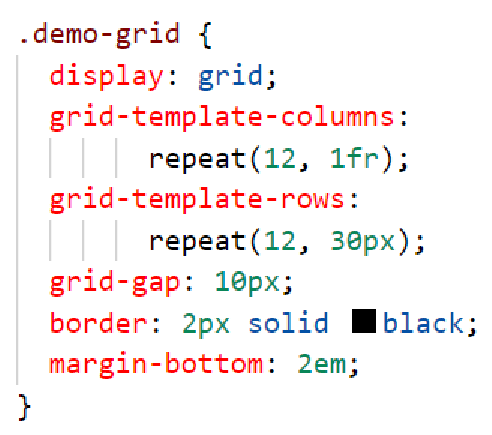 .demo-grid {
display: grid;
grid-template-columns:
repeat(12, 1fr);
grid-template-rows:
repeat(12, 30px);
grid-gap: 10px;
border: 2px solid black;
margin-bottom: 2em;
}